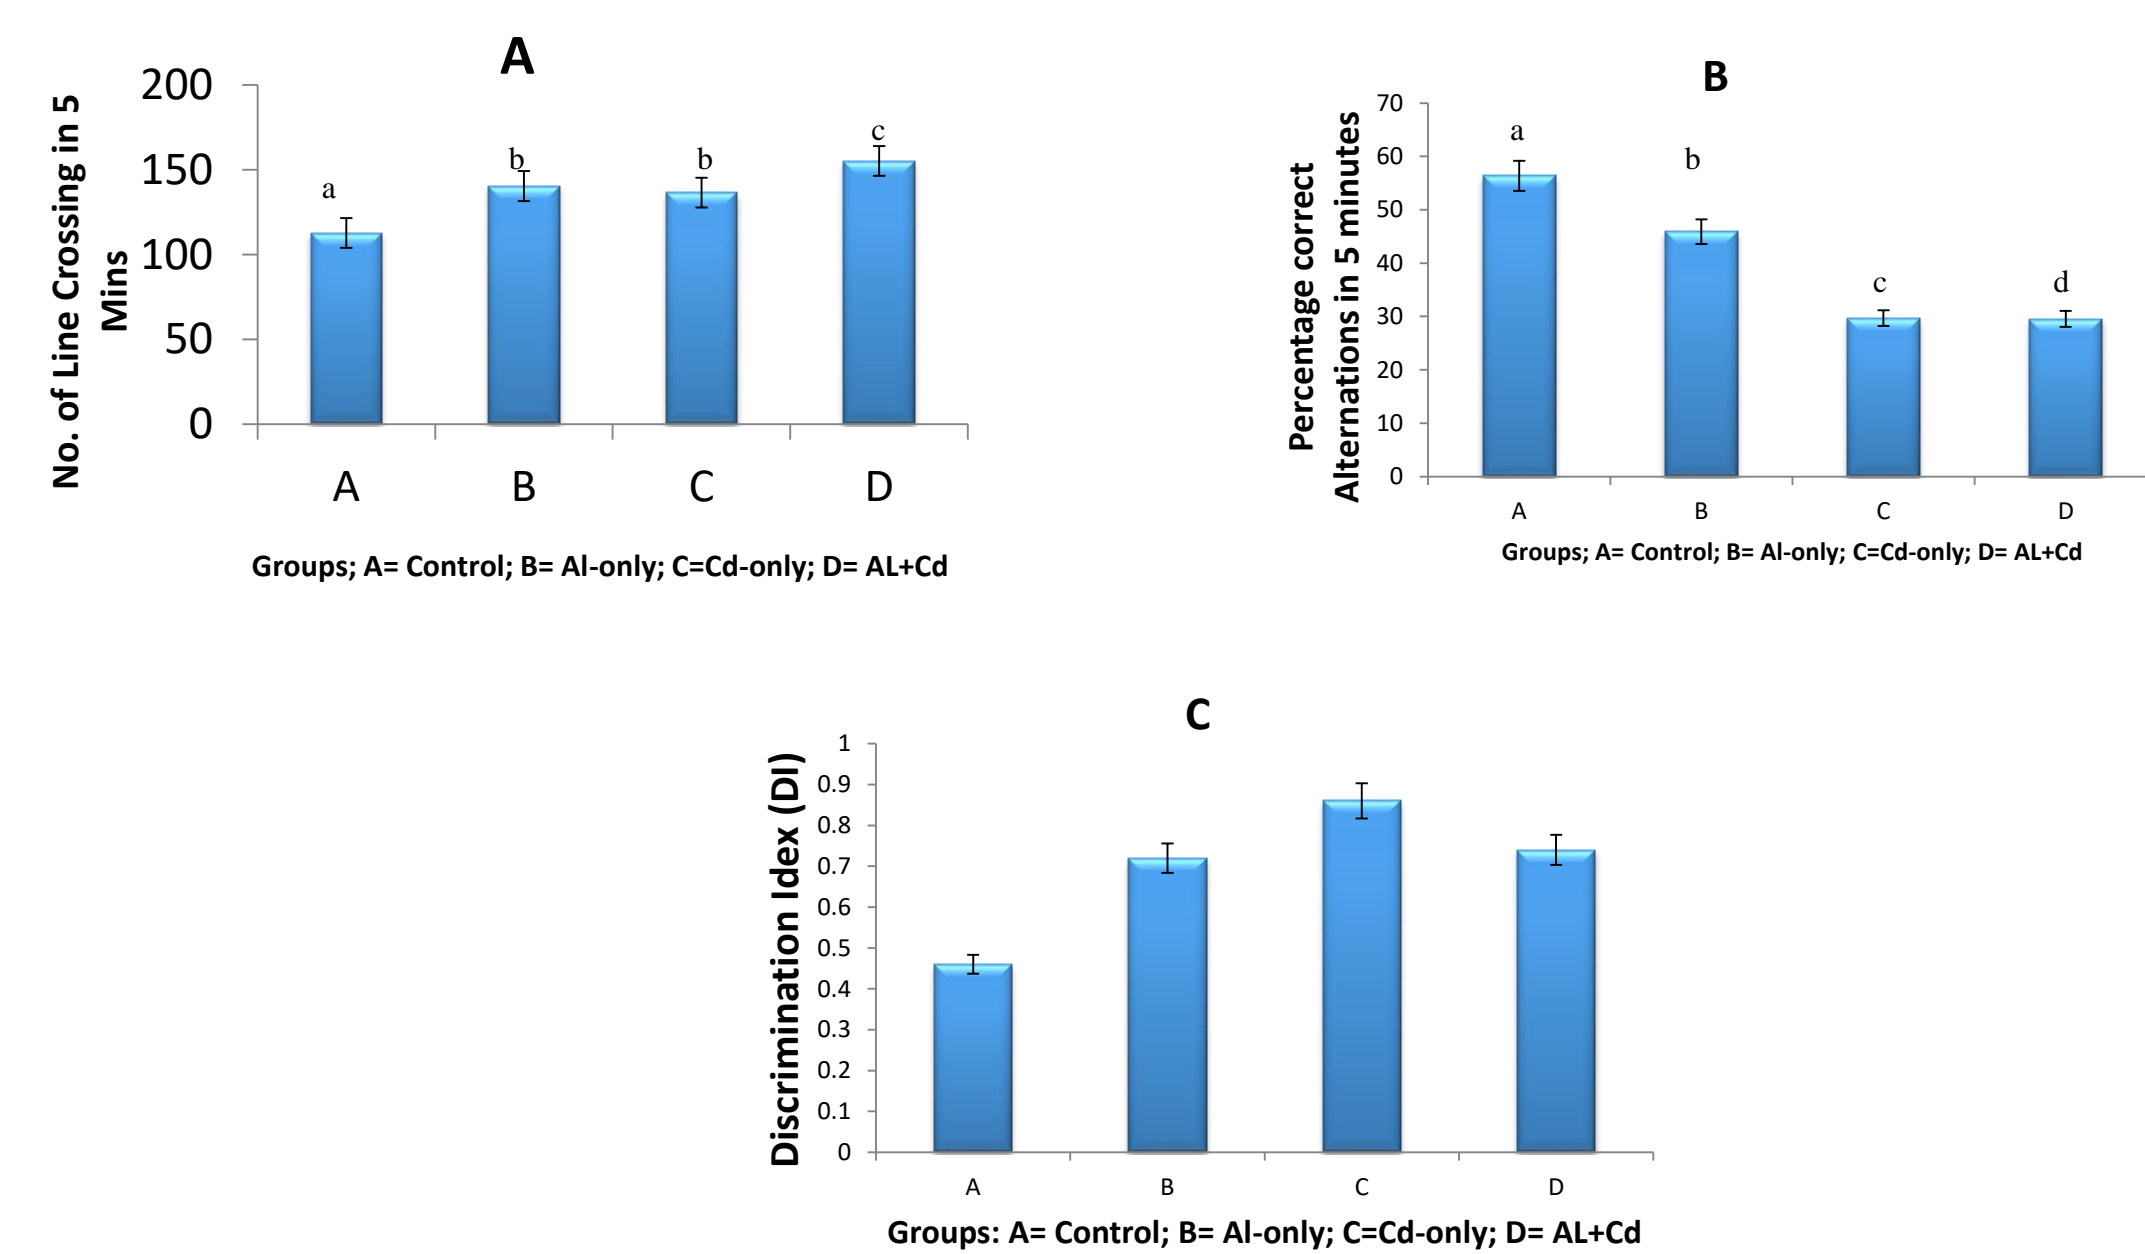 A
No. of Line Crossing in 5
Mins
200
150
100
50
0
a
b
b
c
A B C D
Groups; A= Control; B= Al-only; C=Cd-only; D= AL+Cd
B
Percentage correct
Alternations in 5 minutes
70
60
50
40
30
20
10
0
a
b
c
d
A B C D
Groups; A= Control; B= Al-only; C=Cd-only; D= AL+Cd
C
Discrimination Idex (DI)
1
0.9
0.8
0.7
0.6
0.5
0.4
0.3
0.2
0.1
0
A B C D
Groups: A= Control; B= Al-only; C=Cd-only; D= AL+Cd